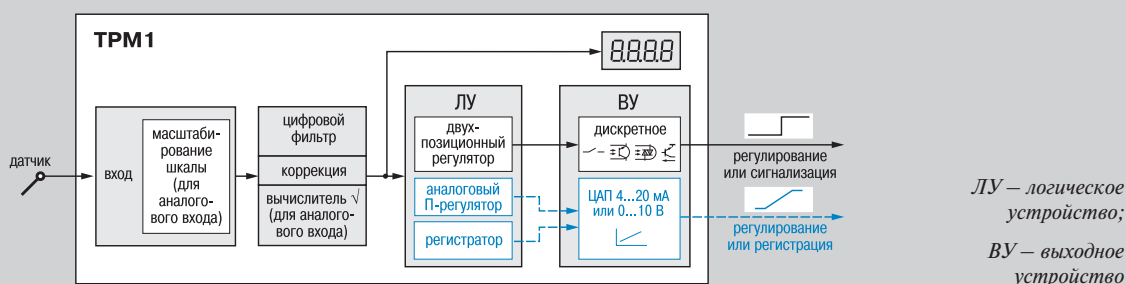 ТРМ1
8.8.8.8
датчик
вход
масштаби-
рование
шкалы
(для
аналого-
вого входа)
цифровой
фильтр
коррекция
вычислитель √
(для аналого-
вого входа)
ЛУ
двух-
позиционный
регулятор
аналоговый
П-регулятор
регистратор
ВУ
дискретное
ЦАП 4...20 мА
или 0...10 В
регулирование
или сигнализация
регулирование
или регистрация
ЛУ – логическое
устройство;
ВУ – выходное
устройство